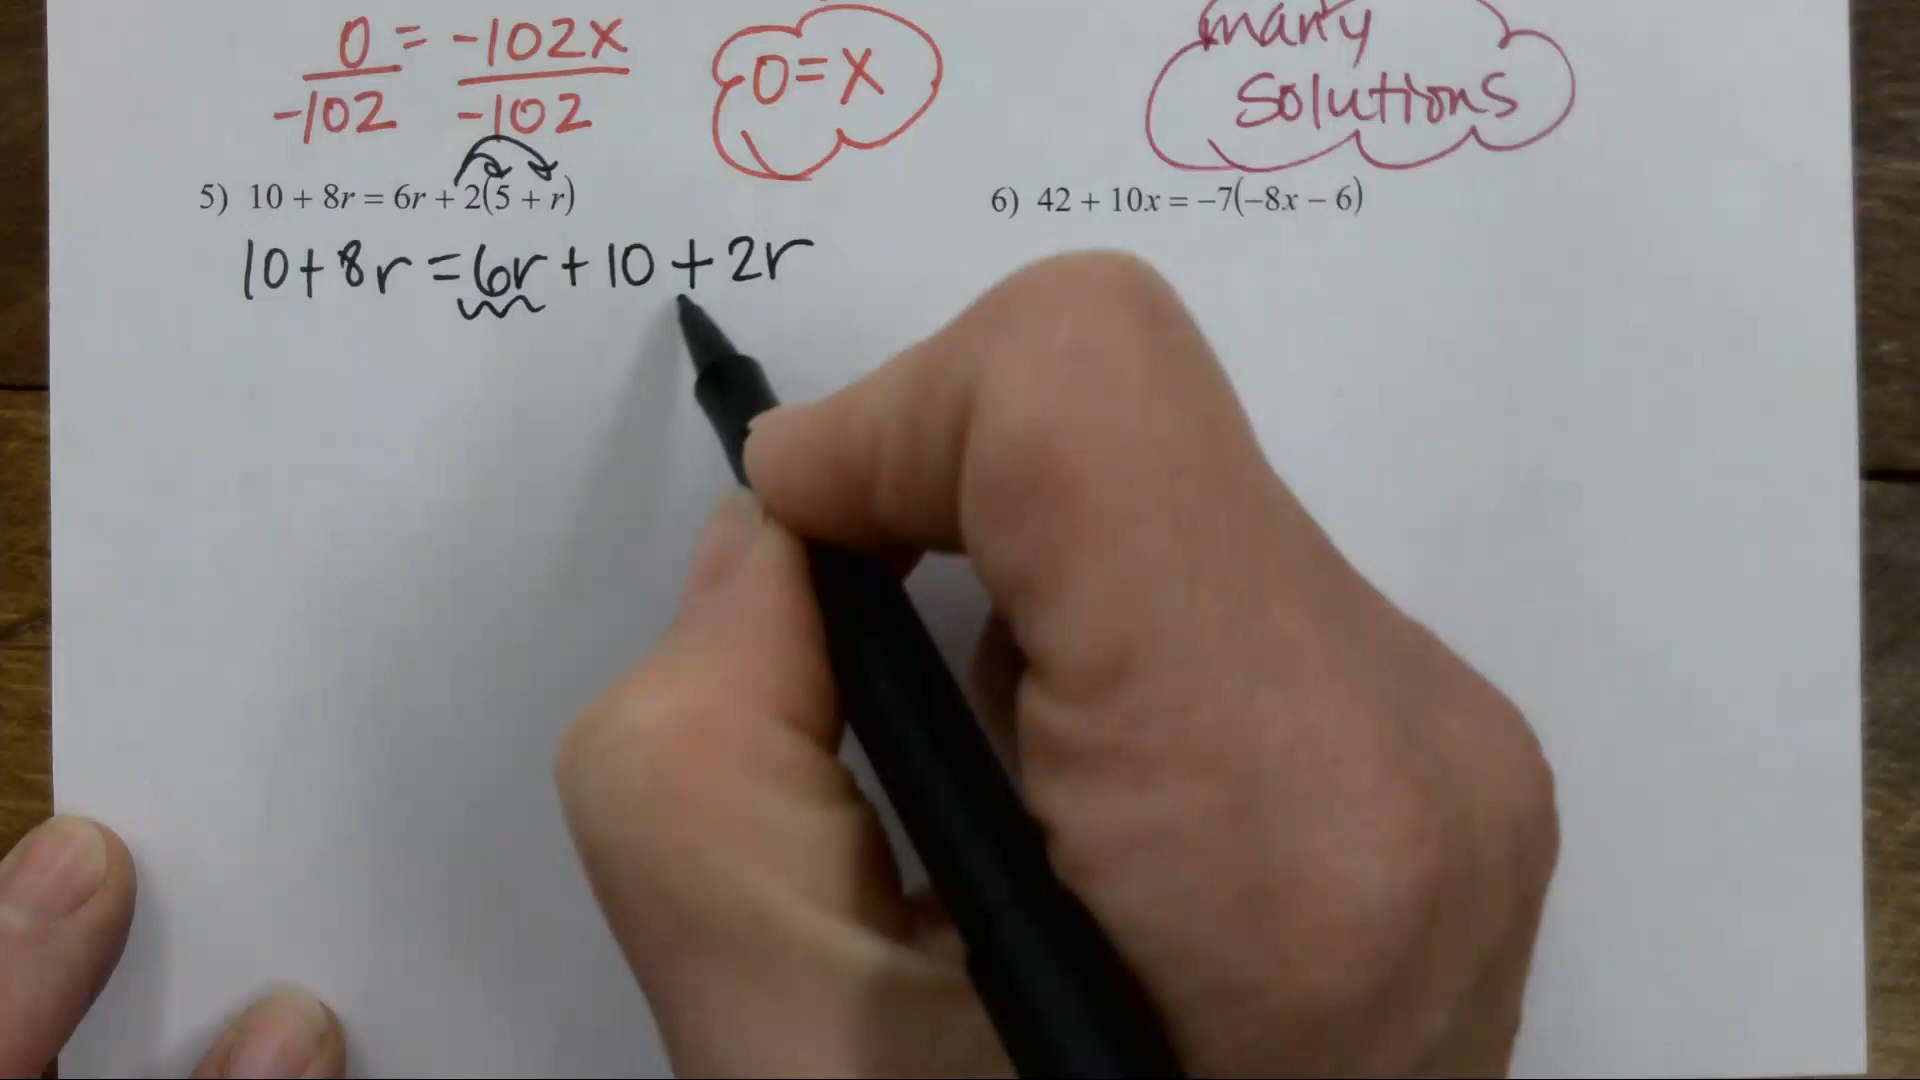 0 = -102x
-102 -102
0=x
many
solutions
5) 10 + 8r = 6r + 2(5 + r)
10+8r=6r+10+2r
6) 42 + 10x = −7(−8x − 6)